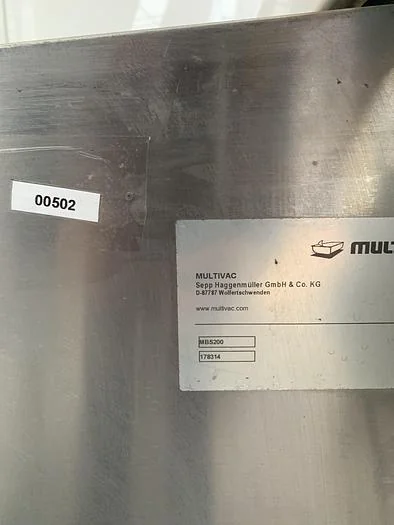 00502
MULT
MULTIVAC
Sepp Haggenmüller GmbH & Co. KG
D-87787 Wolfertschwenden
www.multivac.com
MBS200
178314